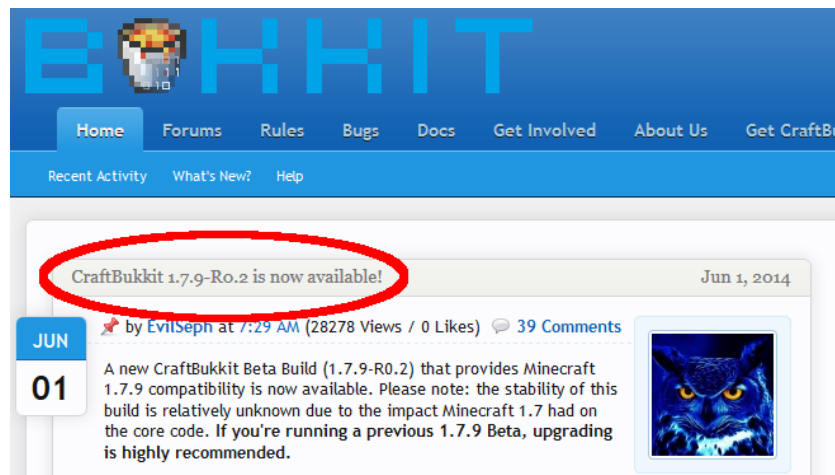 BUKKIT
Home Forums Rules Bugs Docs Get Involved About Us Get CraftBu
Recent Activity What's New? Help
CraftBukkit 1.7.9-R0.2 is now available! Jun 1, 2014
by EvilSeph at 7:29 AM (28278 Views / 0 Likes) 39 Comments
JUN
01
A new CraftBukkit Beta Build (1.7.9-R0.2) that provides Minecraft
1.7.9 compatibility is now available. Please note: the stability of this
build is relatively unknown due to the impact Minecraft 1.7 had on
the core code. If you're running a previous 1.7.9 Beta, upgrading
is highly recommended.